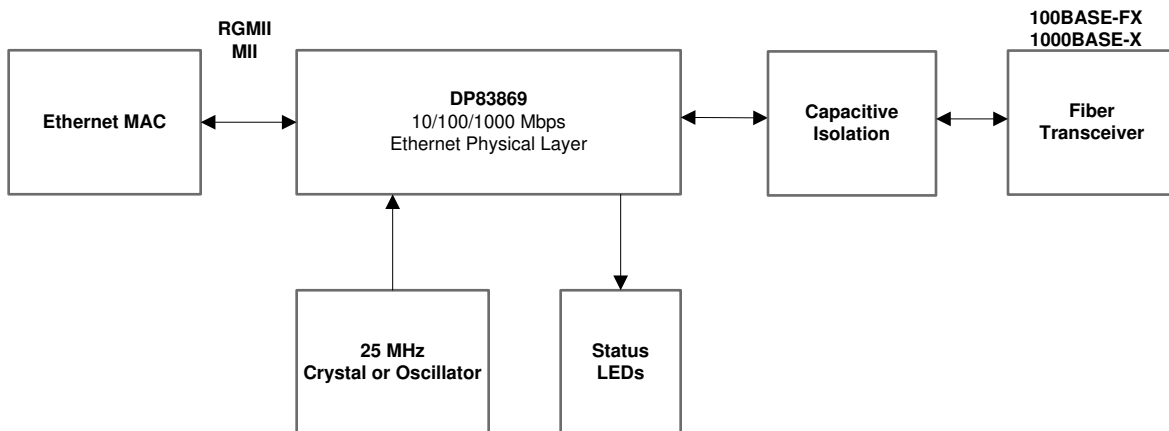 RGMII
MII
100BASE-FX
1000BASE-X
Ethernet MAC
DP83869
10/100/1000 Mbps
Ethernet Physical Layer
Capacitive
Isolation
Fiber
Transceiver
25 MHz
Crystal or Oscillator
Status
LEDs